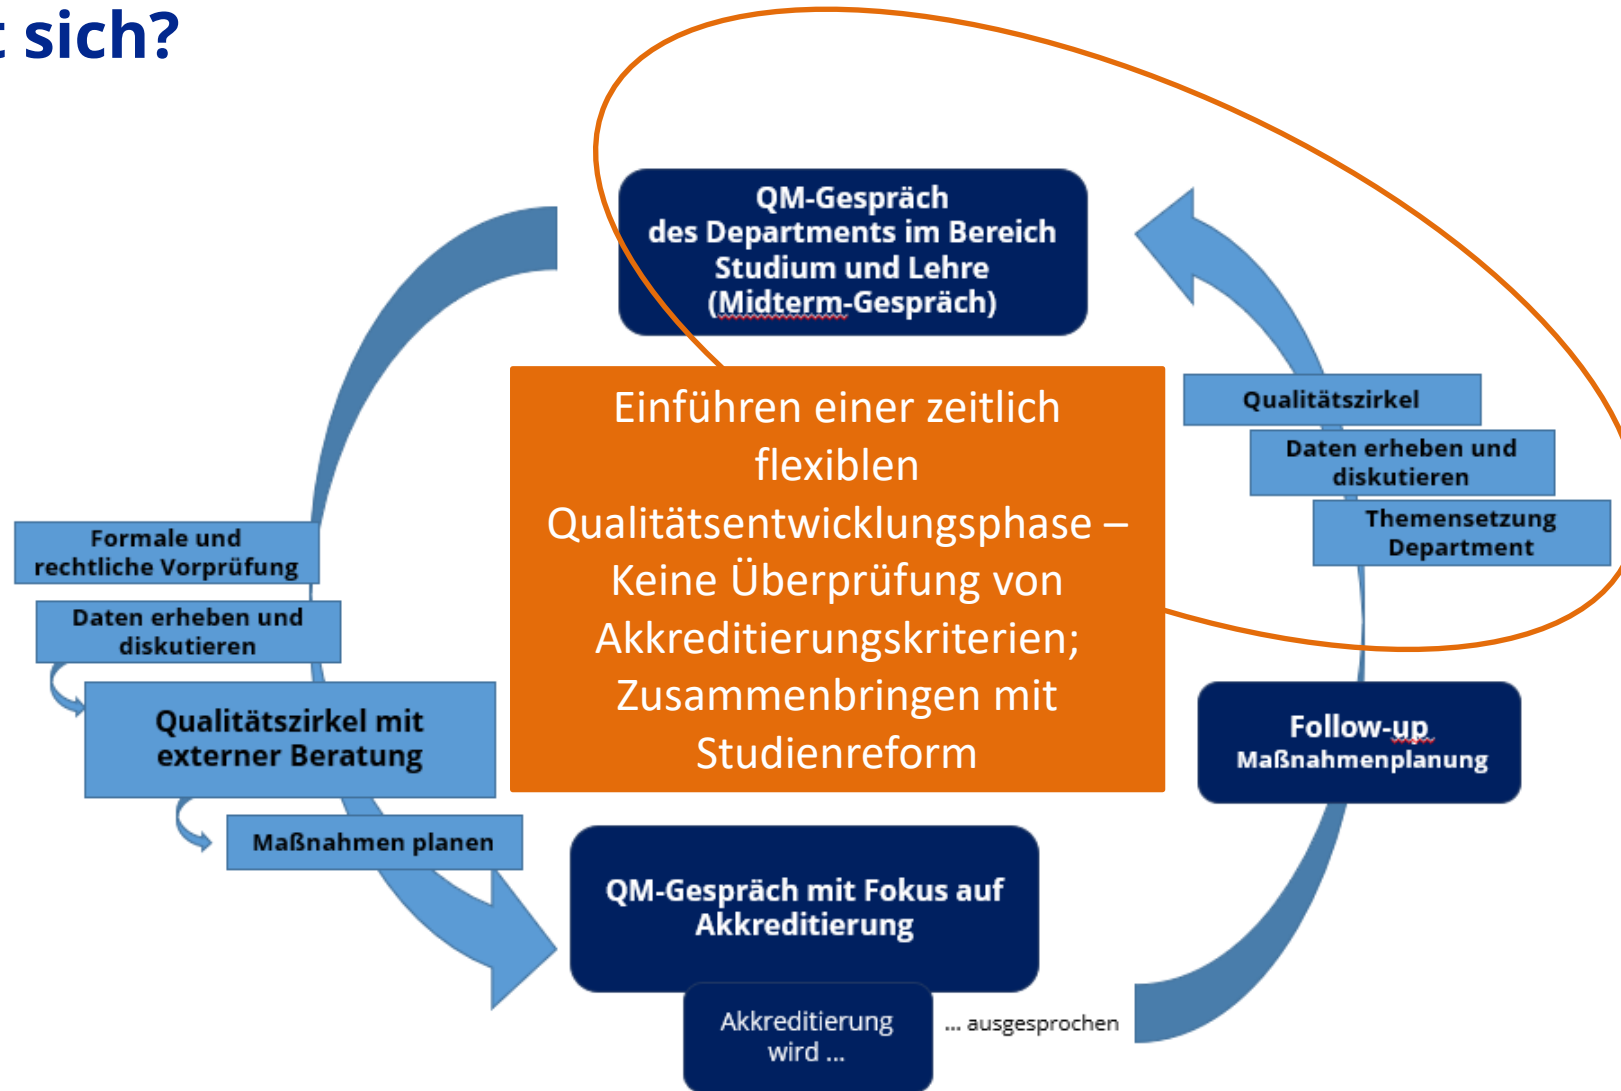 t sich?
QM-Gespräch
des Departments im Bereich
Studium und Lehre
(Midterm-Gespräch)
Einführen einer zeitlich
flexiblen
Qualitätsentwicklungsphase –
Keine Überprüfung von
Akkreditierungskriterien;
Zusammenbringen mit
Studienreform
Qualitätszirkel
Daten erheben und
diskutieren
Themensetzung
Department
Formale und
rechtliche Vorprüfung
Daten erheben und
diskutieren
Qualitätszirkel mit
externer Beratung
Maßnahmen planen
Follow-up
Maßnahmenplanung
QM-Gespräch mit Fokus auf
Akkreditierung
Akkreditierung
wird ...
... ausgesprochen